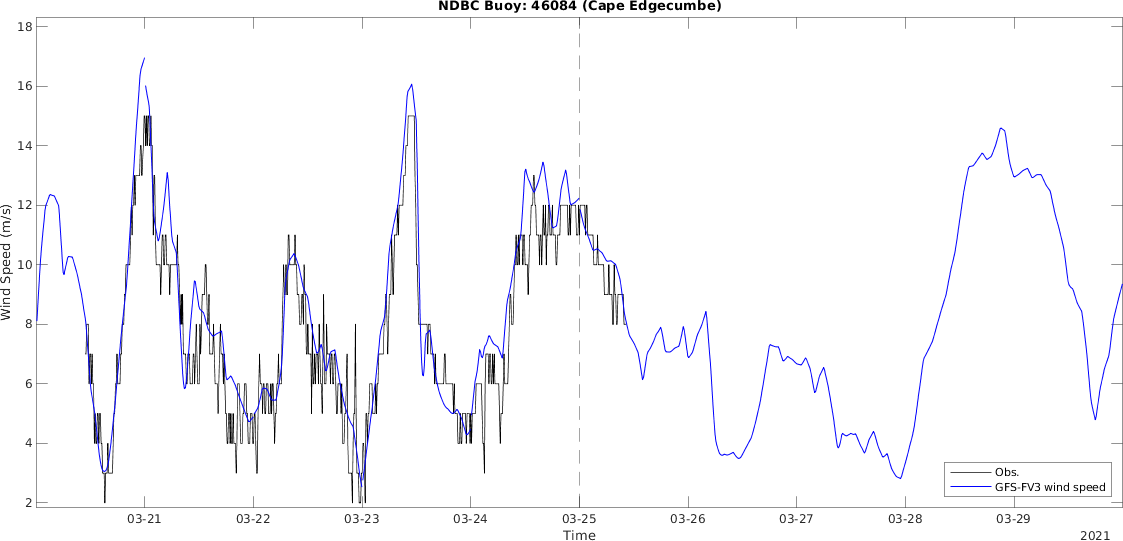 NDBC Buoy: 46084 (Cape Edgecumbe)
18
16
14
12
10
8
6
4
2
Wind Speed (m/s)
03-21 03-22 03-23 03-24 03-25 03-26 03-27 03-28 03-29
Time
2021
Obs.
GFS-FV3 wind speed